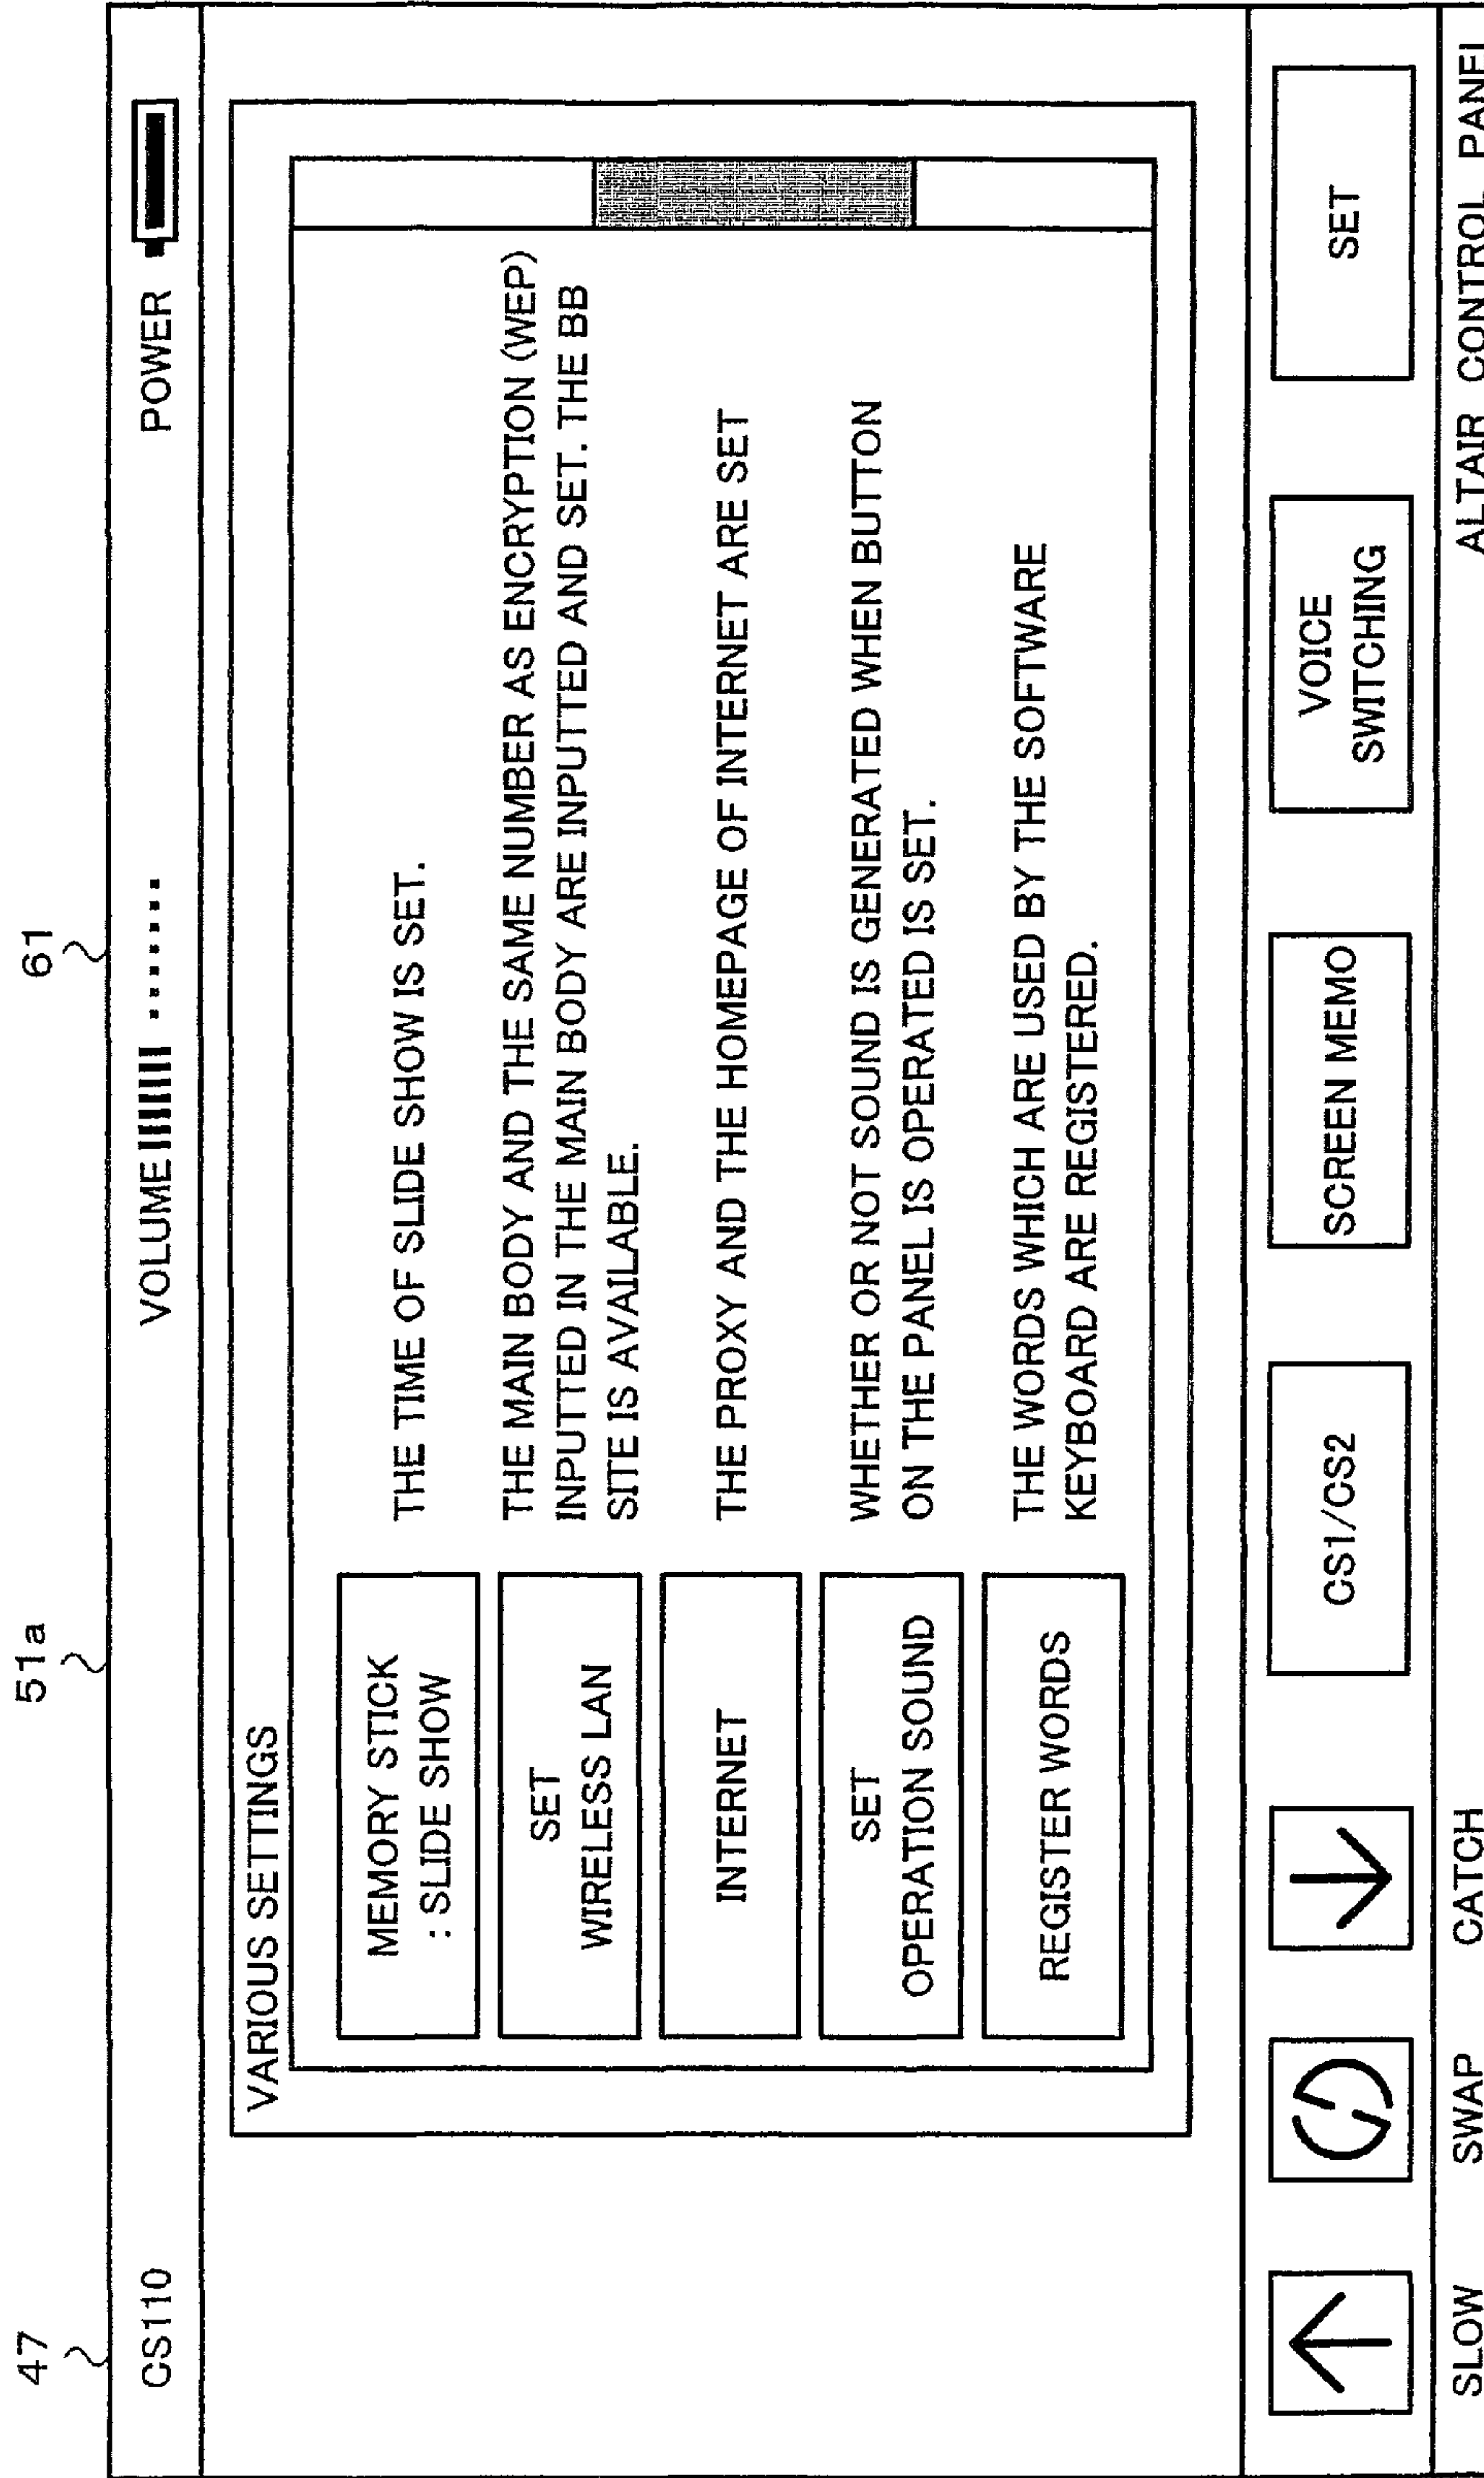 47
51a
61
CS110
VOLUME
POWER
VARIOUS SETTINGS
MEMORY STICK
: SLIDE SHOW
THE TIME OF SLIDE SHOW IS SET.
SET
WIRELESS LAN
THE MAIN BODY AND THE SAME NUMBER AS ENCRYPTION (WEP)
INPUTTED IN THE MAIN BODY ARE INPUTTED AND SET. THE BB
SITE IS AVAILABLE.
INTERNET
THE PROXY AND THE HOMEPAGE OF INTERNET ARE SET
SET
OPERATION SOUND
WHETHER OR NOT SOUND IS GENERATED WHEN BUTTON
ON THE PANEL IS OPERATED IS SET.
REGISTER WORDS
THE WORDS WHICH ARE USED BY THE SOFTWARE
KEYBOARD ARE REGISTERED.
CS1/CS2
SCREEN MEMO
VOICE
SWITCHING
SET
SLOW
SWAP
CATCH
ALTAIR CONTROL PANEL